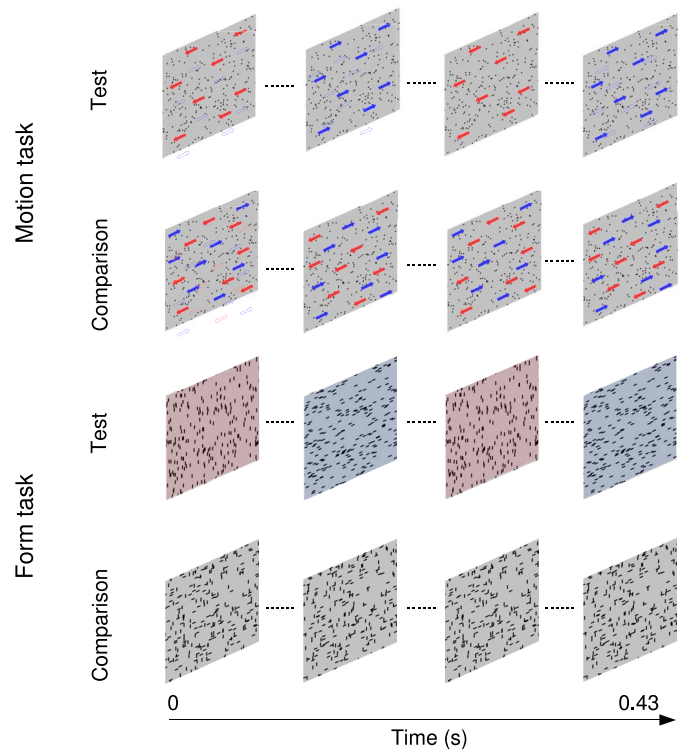 Motion task
Test
Comparison
Form task
Test
Comparison
0
0.43
Time (s)